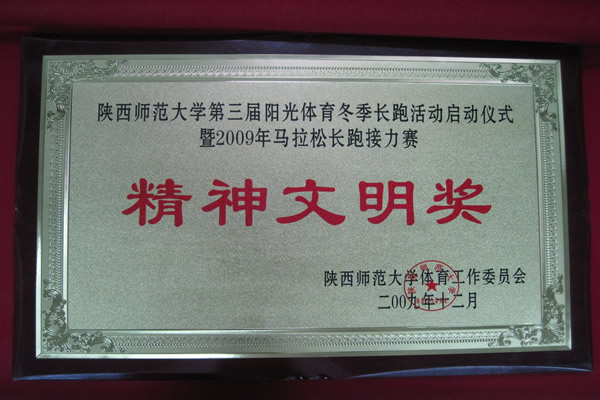 陕西师范大学第三届阳光体育冬季长跑活动启动仪式
暨2009年马拉松长跑接力赛
精神文明奖
陕西师范大学体育工作委员会
二00九年十二月